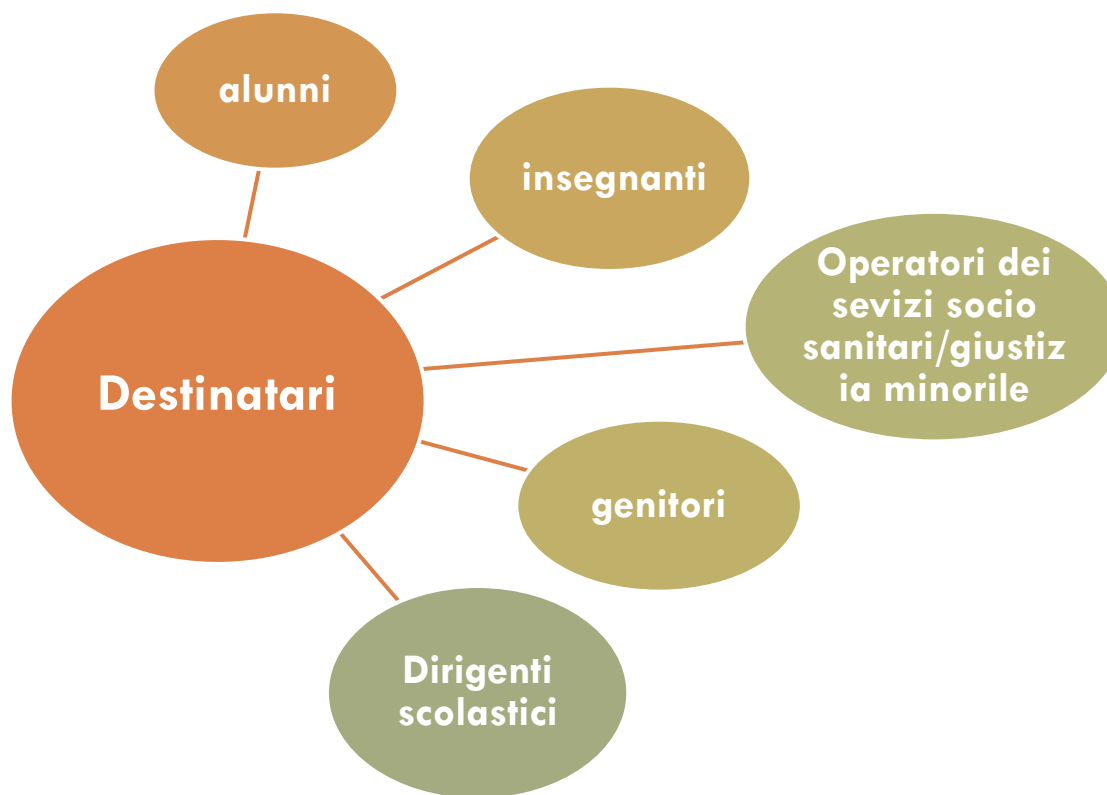 alunni
insegnanti
Operatori dei
sevizi socio
sanitari/giustiz
ia minorile
Destinatari
genitori
Dirigenti
scolastici